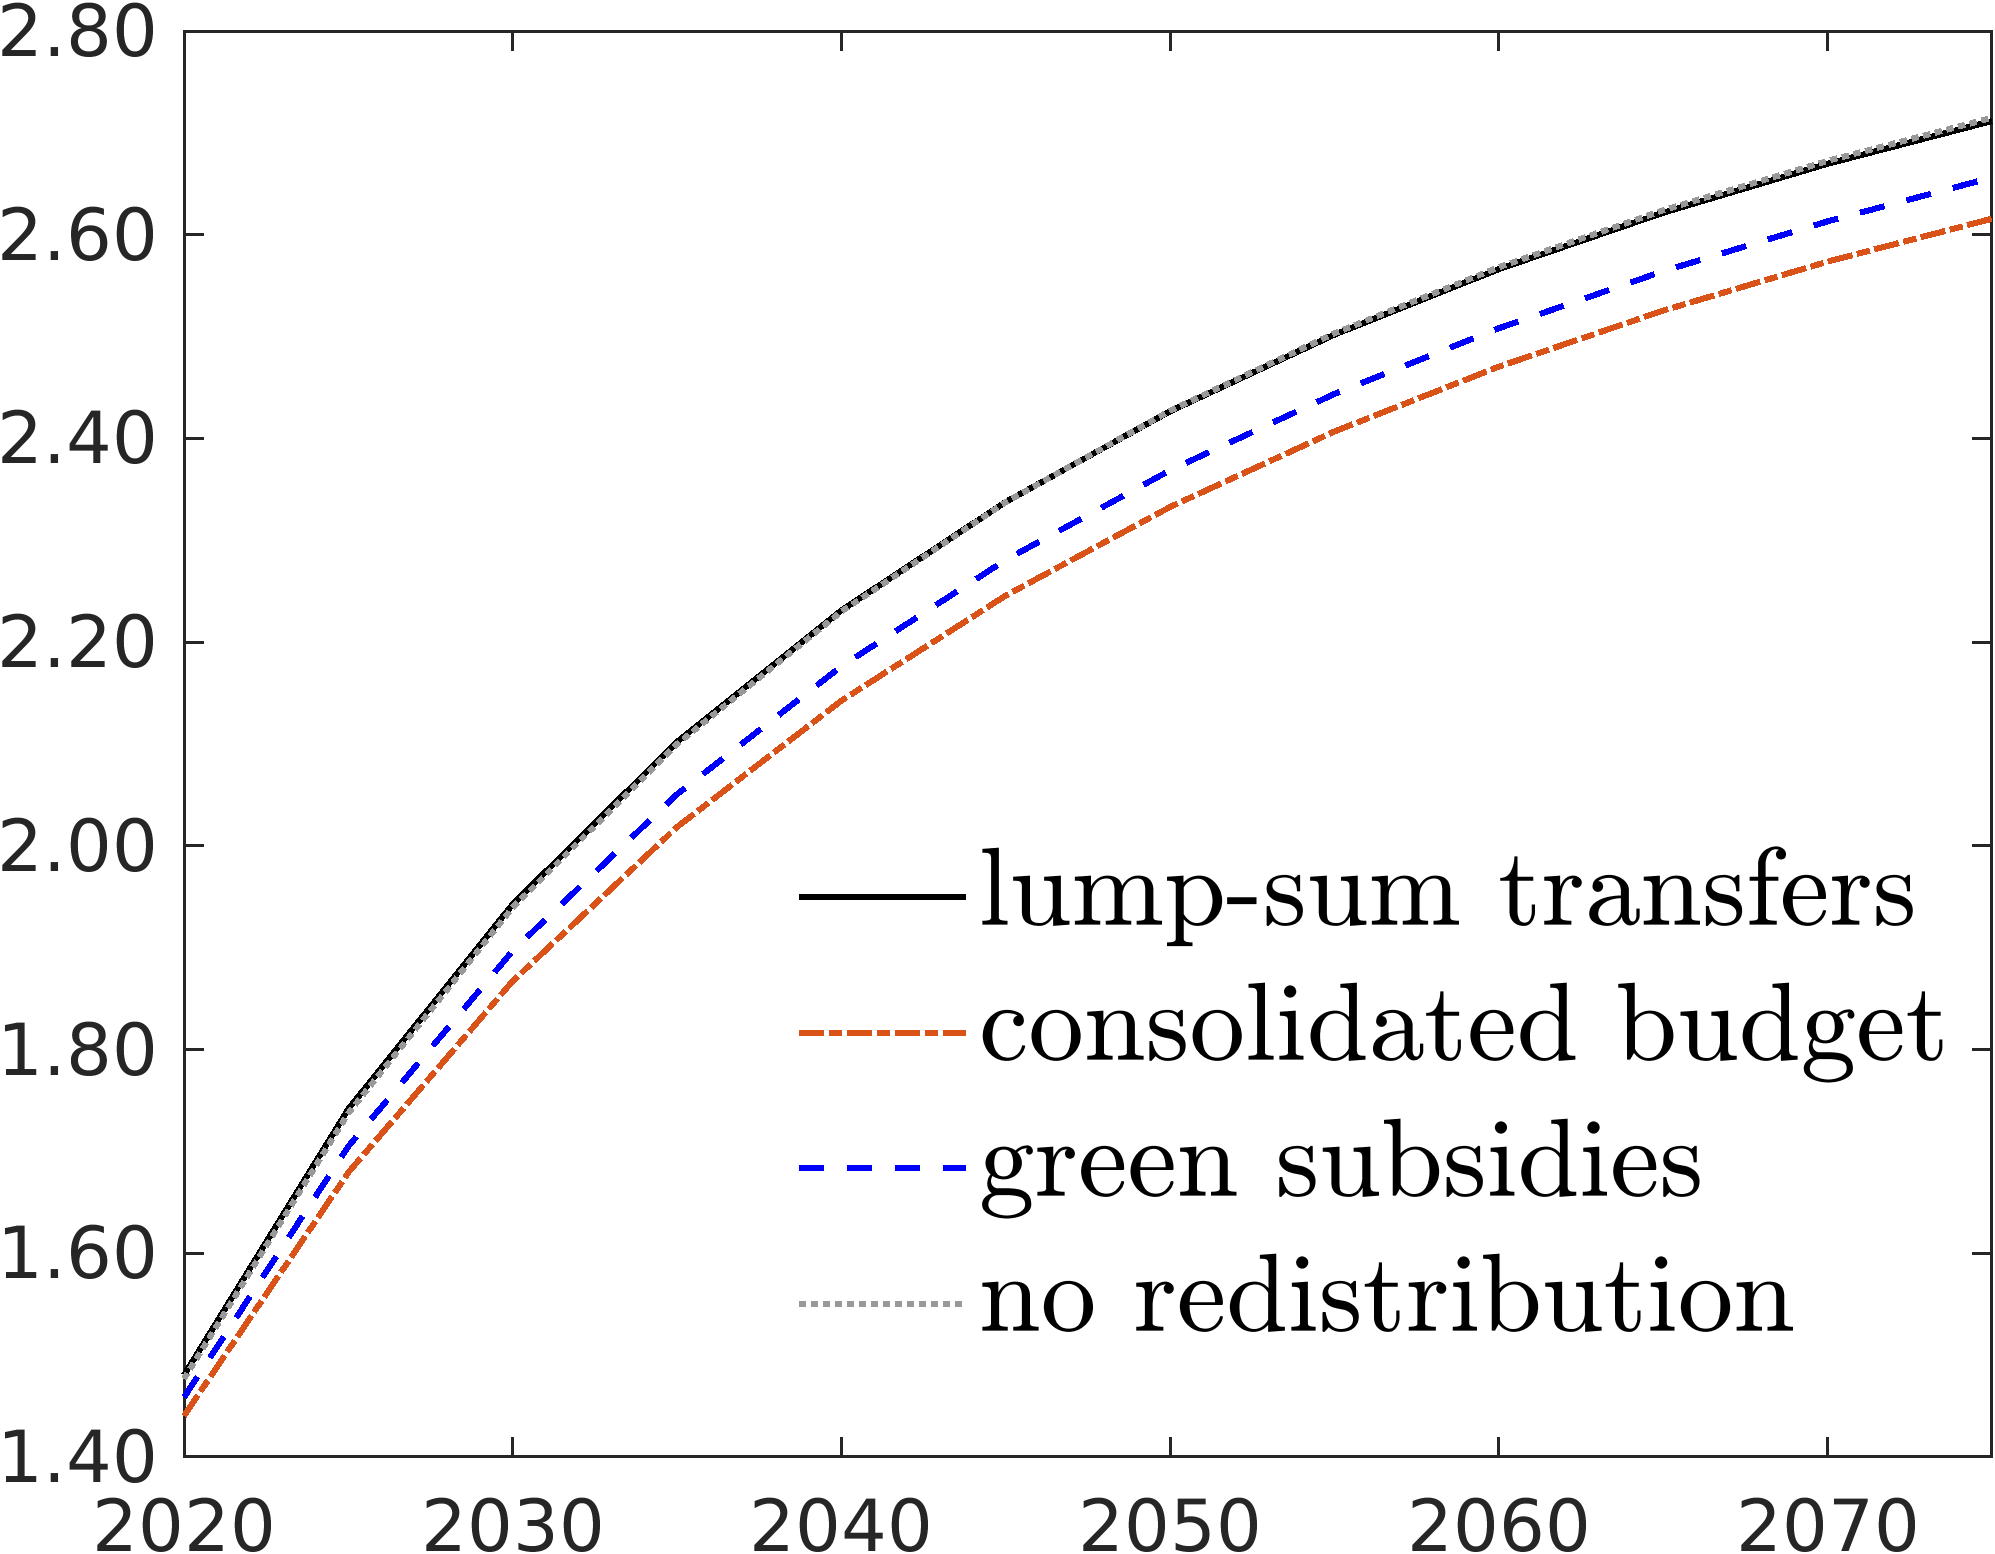 2.80
2.60
2.40
2.20
2.00
1.80
1.60
1.40
2020 2030 2040 2050 2060 2070
lump-sum transfers
consolidated budget
green subsidies
no redistribution